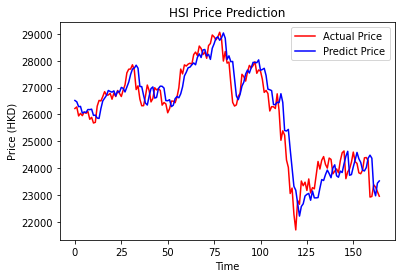 HSI Price Prediction
Actual Price
Predict Price
Price (HKD)
29000
28000
27000
26000
25000
24000
23000
22000
0 25 50 75 100 125 150
Time